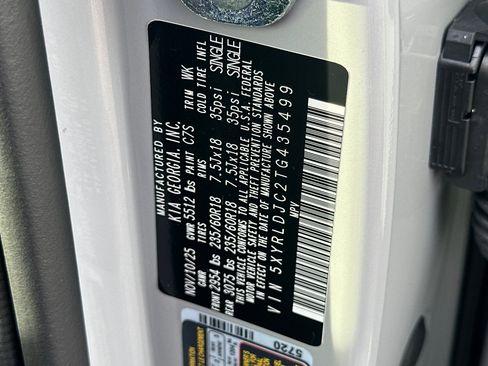 MANUFACTURED BY
KIA GEORGIA, INC.
NOV/10/25 GVWR 5512 lbs PAINT C7S TRIM WK
GAWR TIRES RIMS COLD TIRE INFL
FRONT 2954 lbs 235/60R18 7.5Jx18 35psi SINGLE
REAR 3075 lbs 235/60R18 7.5Jx18 35psi SINGLE
THIS VEHICLE CONFORMS TO ALL APPLICABLE U.S.A. FEDERAL
MOTOR VEHICLE SAFETY AND THEFT PREVENTION STANDARDS
IN EFFECT ON THE DATE OF MANUFACTURE SHOWN ABOVE
VIN 5XYRLDJC2TG435499
MPV
5720